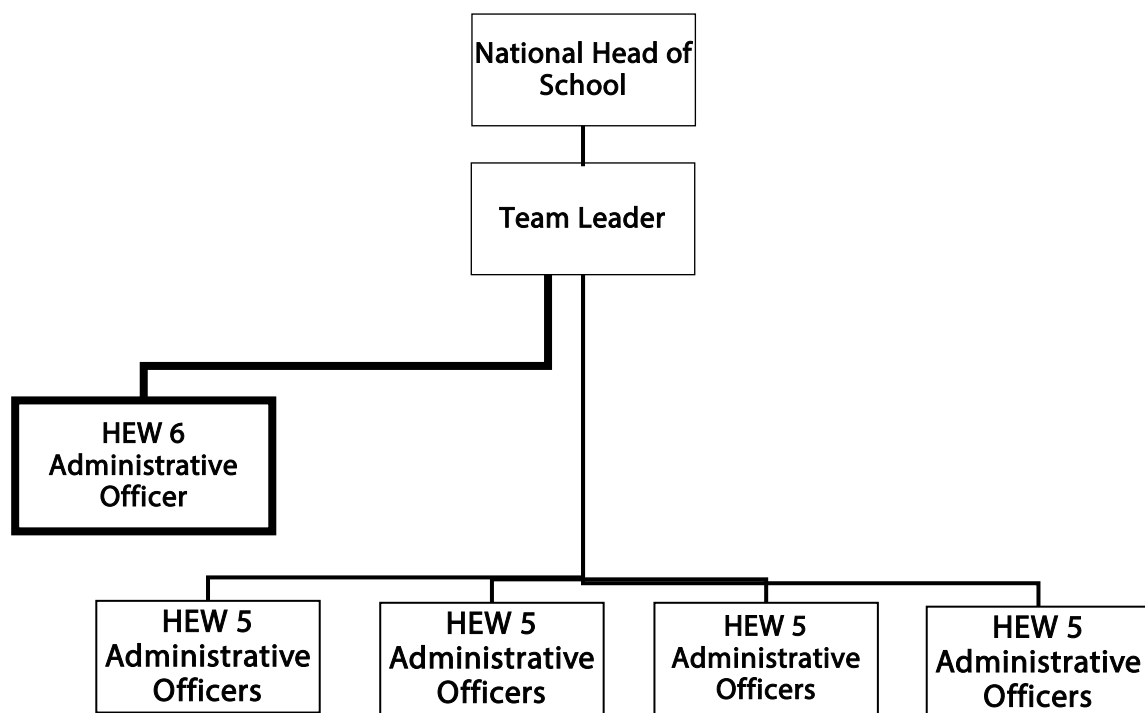 National Head of
School
Team Leader
HEW 6
Administrative
Officer
HEW 5
Administrative
Officers
HEW 5
Administrative
Officers
HEW 5
Administrative
Officers
HEW 5
Administrative
Officers